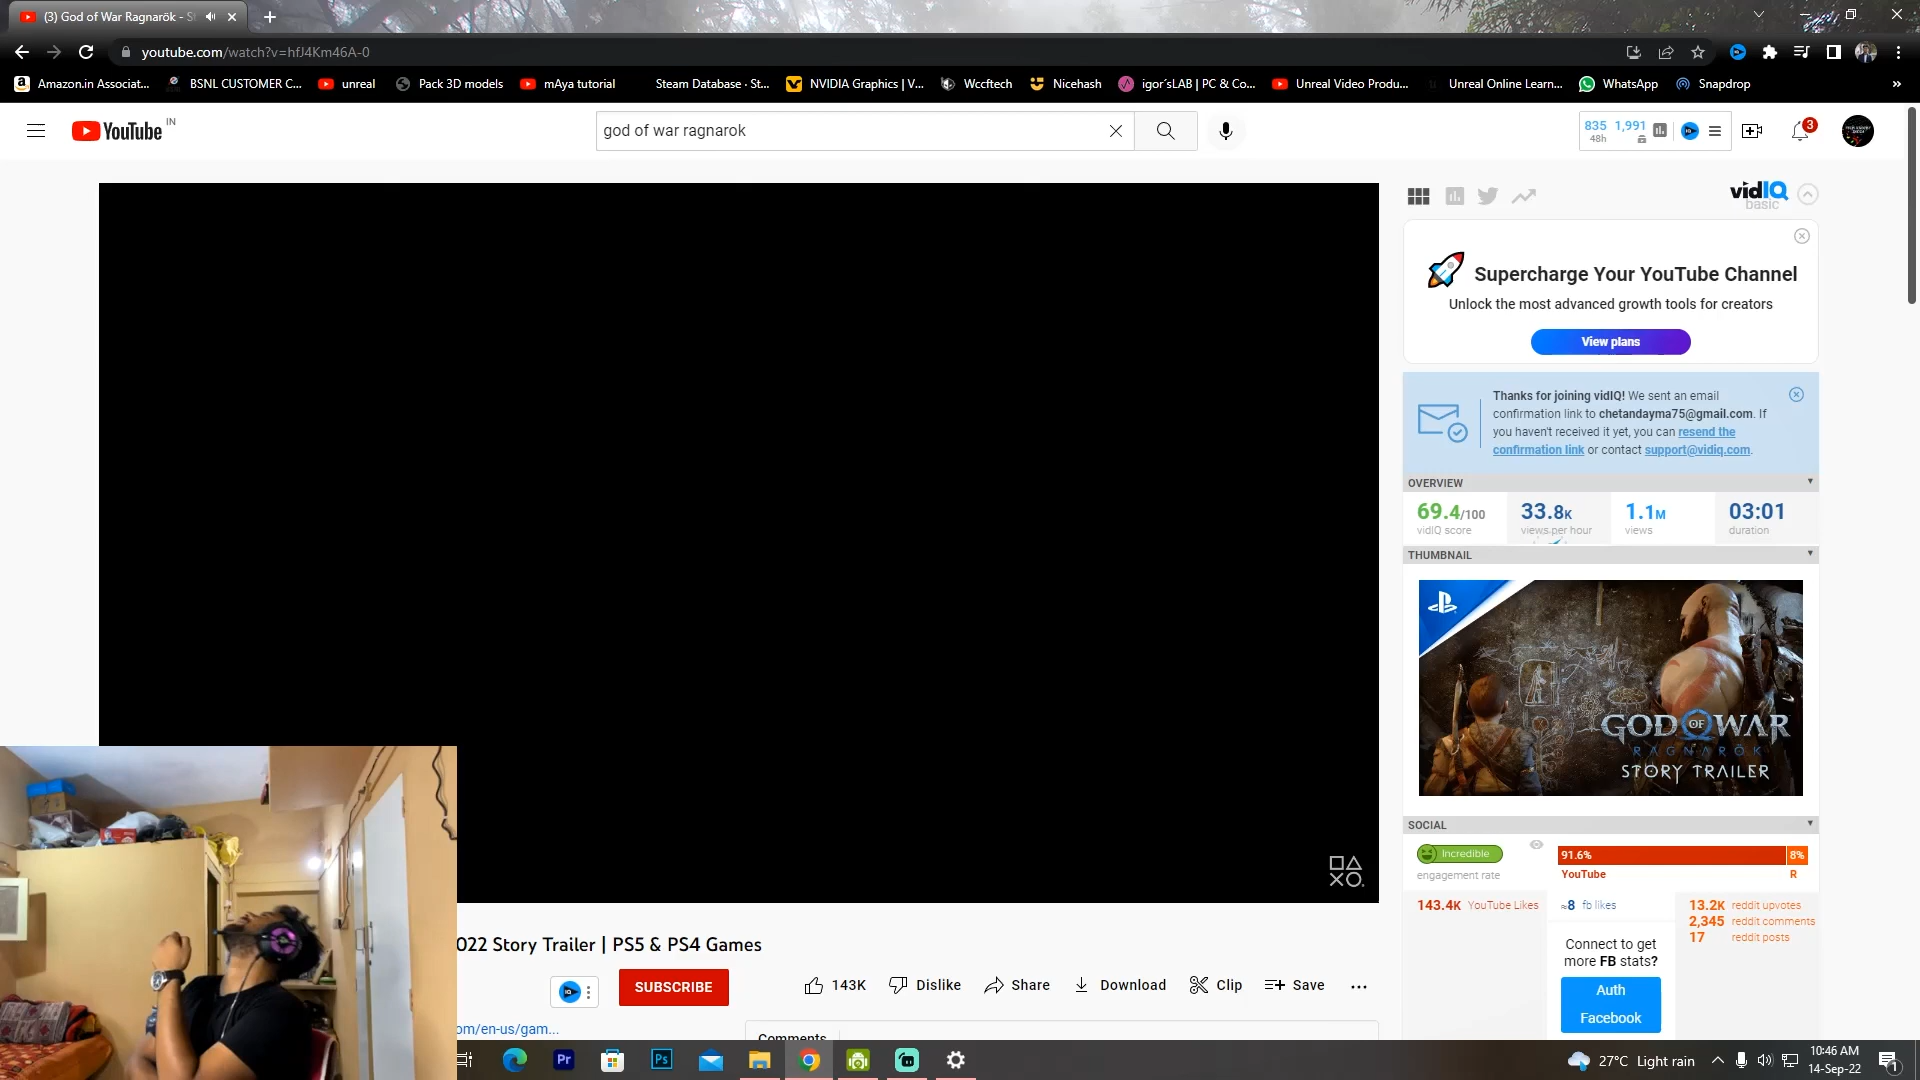 (3) God of War Ragnarök - S
youtube.com/watch?v=hfJ4Km46A-0
Amazon.in Associat...
BSNL CUSTOMER C...
unreal
Pack 3D models
mAya tutorial
Steam Database · St...
NVIDIA Graphics | V...
Wccftech
Nicehash
igor´sLAB | PC & Co...
Unreal Video Produ...
Unreal Online Learn...
WhatsApp
Snapdrop
»
YouTube IN
god of war ragnarok
835 1,991
48h
3
vidIQ
basic
Supercharge Your YouTube Channel
Unlock the most advanced growth tools for creators
View plans
Thanks for joining vidIQ! We sent an email
confirmation link to chetandayma75@gmail.com. If
you haven't received it yet, you can resend the
confirmation link or contact support@vidiq.com.
OVERVIEW
69.4/100 33.8K 1.1M 03:01
vidIQ score views per hour views duration
THUMBNAIL
GOD OF WAR
RAGNARÖK
STORY TRAILER
SOCIAL
Incredible
engagement rate
91.6% 8%
YouTube R
143.4K YouTube Likes
≈8 fb likes
13.2K reddit upvotes
2,345 reddit comments
17 reddit posts
Connect to get
more FB stats?
Auth
Facebook
022 Story Trailer | PS5 & PS4 Games
SUBSCRIBE
143K
Dislike
Share
Download
Clip
Save
om/en-us/gam...
Comments
Pr
Ps
27°C Light rain
10:46 AM
14-Sep-22
1